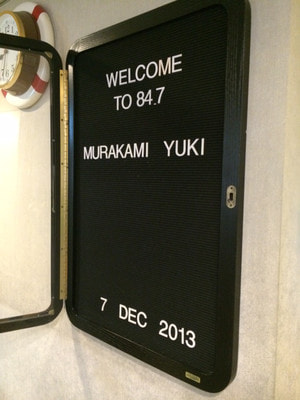 WELCOME
TO 84.7
MURAKAMI YUKI
7 DEC 2013